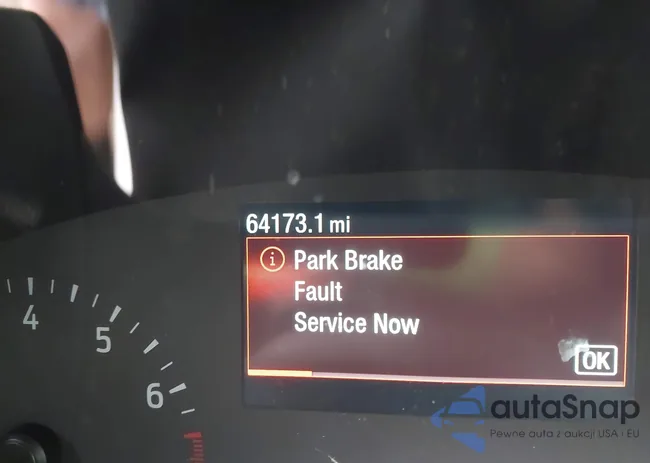 64173.1 mi
Park Brake
Fault
Service Now
OK
4
5
6
autaSnap
Pewne auta z aukcji USA i EU